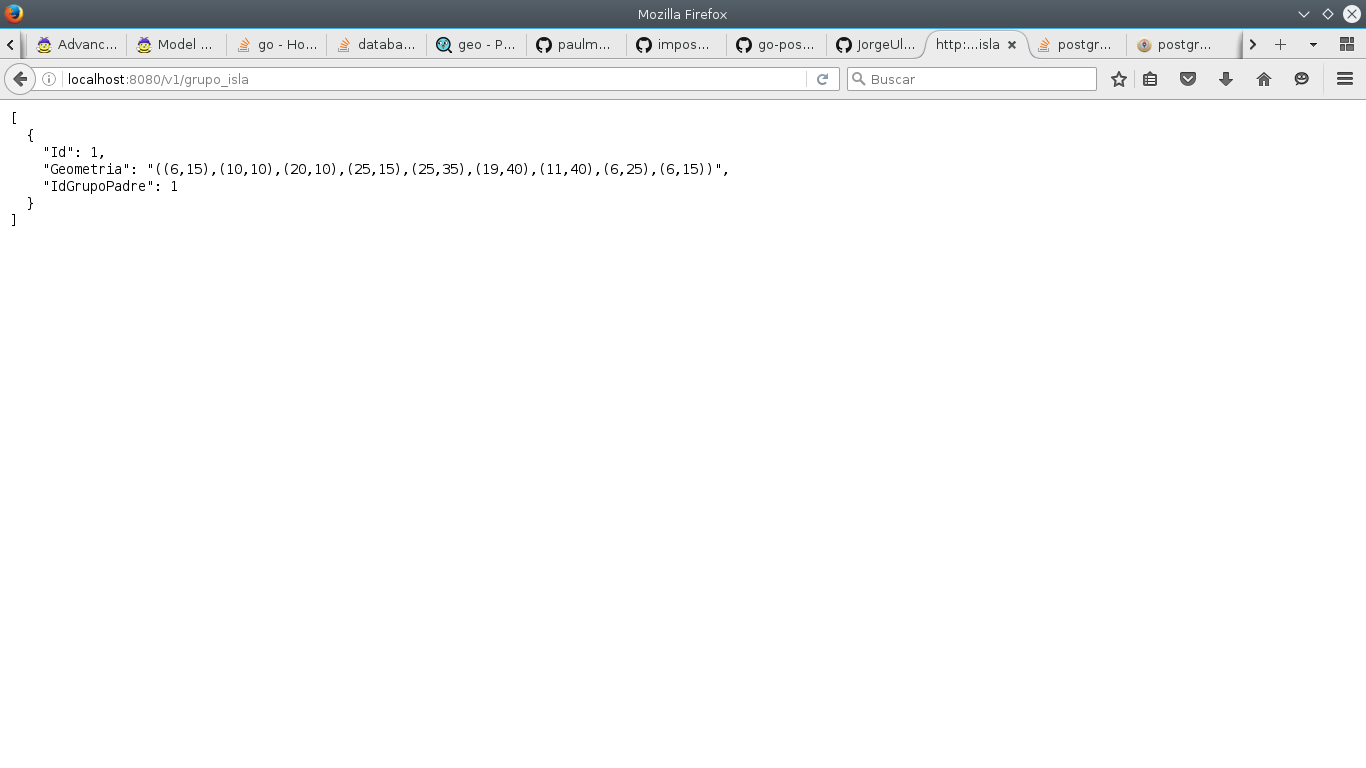 Mozilla Firefox
Advanc... Model ... go - Ho... databa... geo - P... paulm... impos... go-pos... JorgeUl... http:...isla postgr... postgr...
localhost:8080/v1/grupo_isla Buscar
[
  {
    "Id": 1,
    "Geometria": "((6,15),(10,10),(20,10),(25,15),(25,35),(19,40),(11,40),(6,25),(6,15))",
    "IdGrupoPadre": 1
  }
]